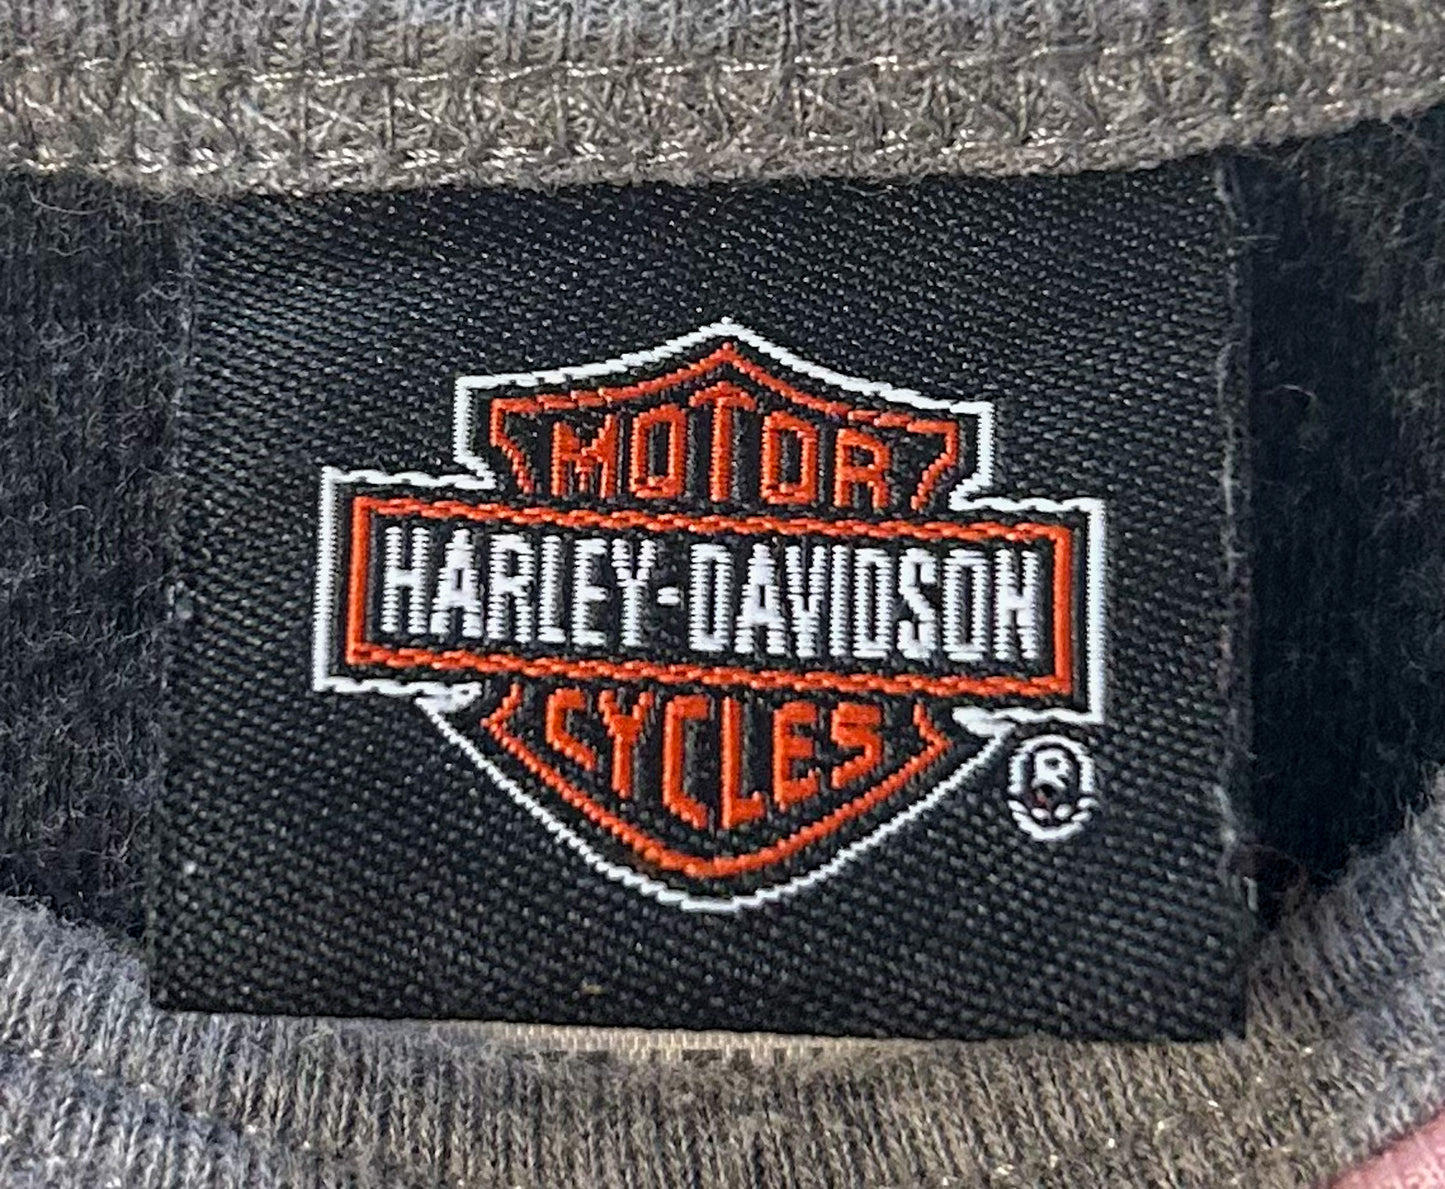 MOTOR
HARLEY-DAVIDSON
CYCLES
®